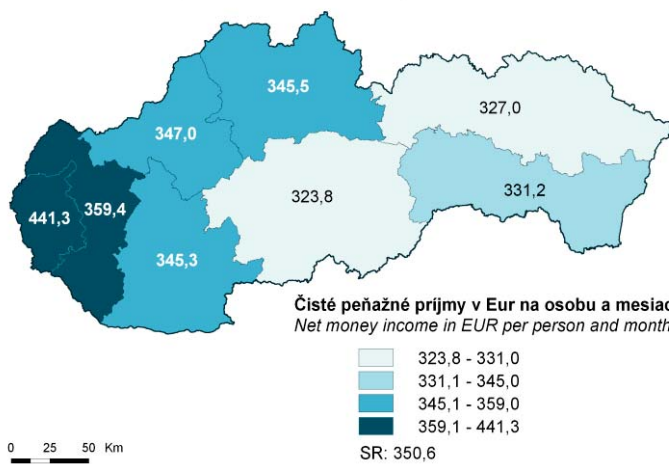 345,5
327,0
347,0
331,2
323,8
359,4
441,3
345,3
Čisté peňažné príjmy v Eur na osobu a mesiac
Net money income in EUR per person and month
323,8 - 331,0
331,1 - 345,0
345,1 - 359,0
359,1 - 441,3
SR: 350,6
0 25 50 Km